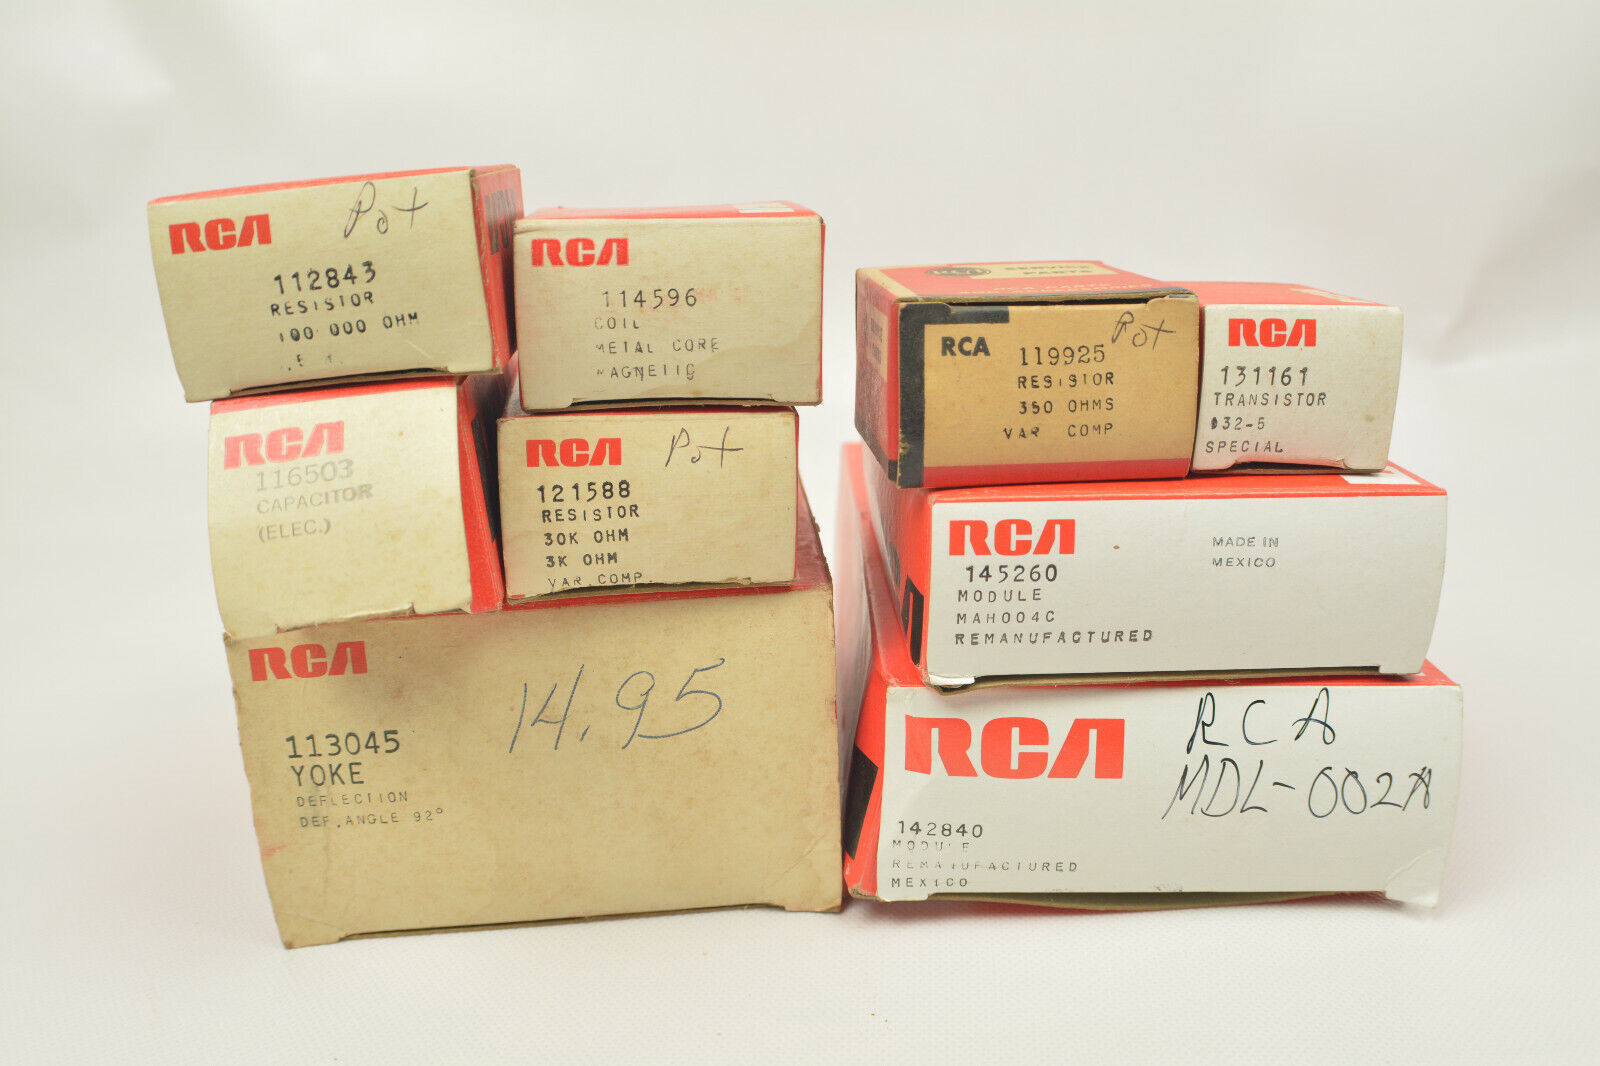 RCA Pot
112843
RESISTOR
100 000 OHM
RCA
114596
COIL
METAL CORE
MAGNETIC
RCA
116503
CAPACITOR
(ELEC.)
RCA Pot
121588
RESISTOR
30K OHM
3K OHM
VAR. COMP.
RCA
14.95
113045
YOKE
DEFLECTION
DEF. ANGLE 92°
RCA SERVICE
PARTS
RCA 119925 Pot
RESISTOR
350 OHMS
VAR COMP
RCA
131161
TRANSISTOR
SPECIAL
RCA
145260
MODULE
MAH004C
REMANUFACTURED
MADE IN
MEXICO
RCA
RCA
MDL-002A
142840
MODULE
REMANUFACTURED
MEXICO